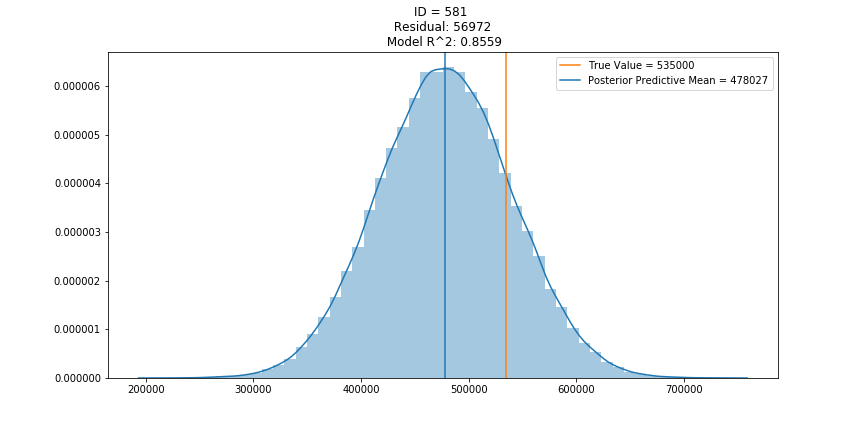 ID = 581
Residual: 56972
Model R^2: 0.8559
True Value = 535000
Posterior Predictive Mean = 478027
0.000006
0.000005
0.000004
0.000003
0.000002
0.000001
0.000000
200000 300000 400000 500000 600000 700000